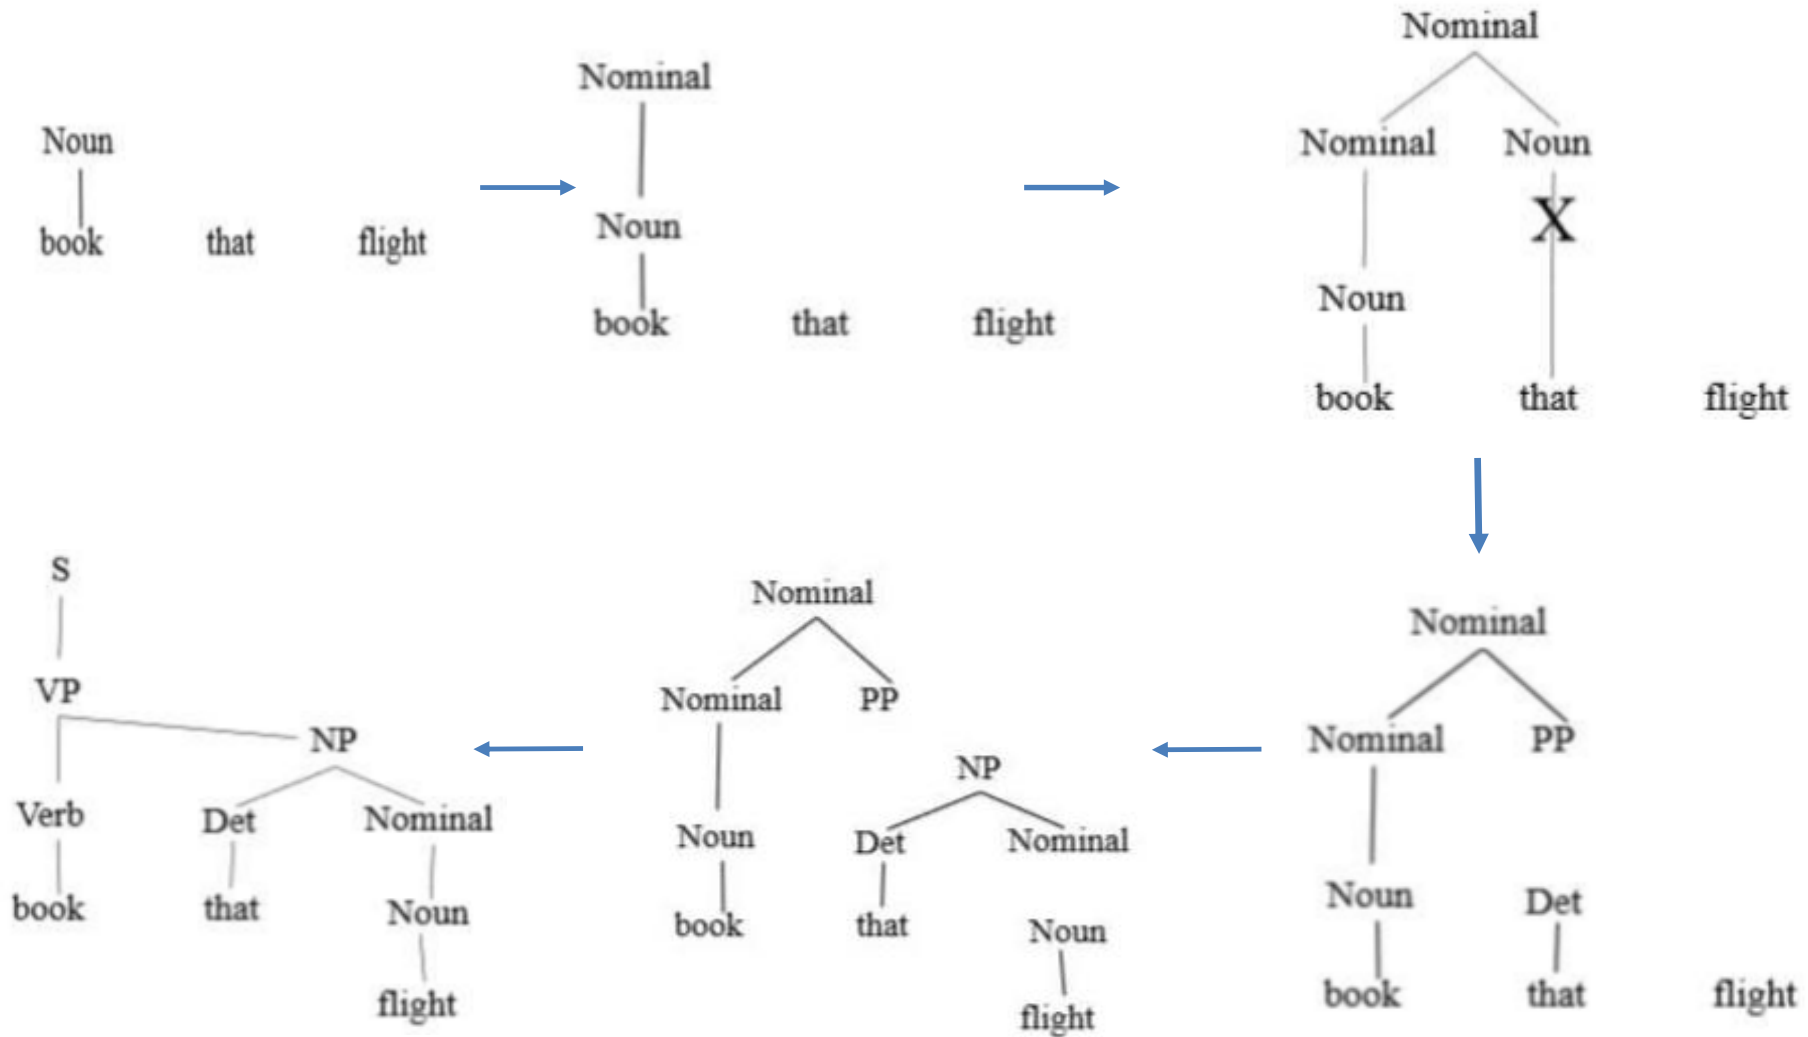 Noun
book that flight
Nominal
Noun
book that flight
Nominal
Nominal Noun
X
Noun
book that flight
Nominal
Nominal PP
Noun Det
book that flight
Nominal
Nominal PP
NP
Noun Det Nominal
book that
Noun
flight
S
VP
NP
Verb Det Nominal
book that Noun
flight